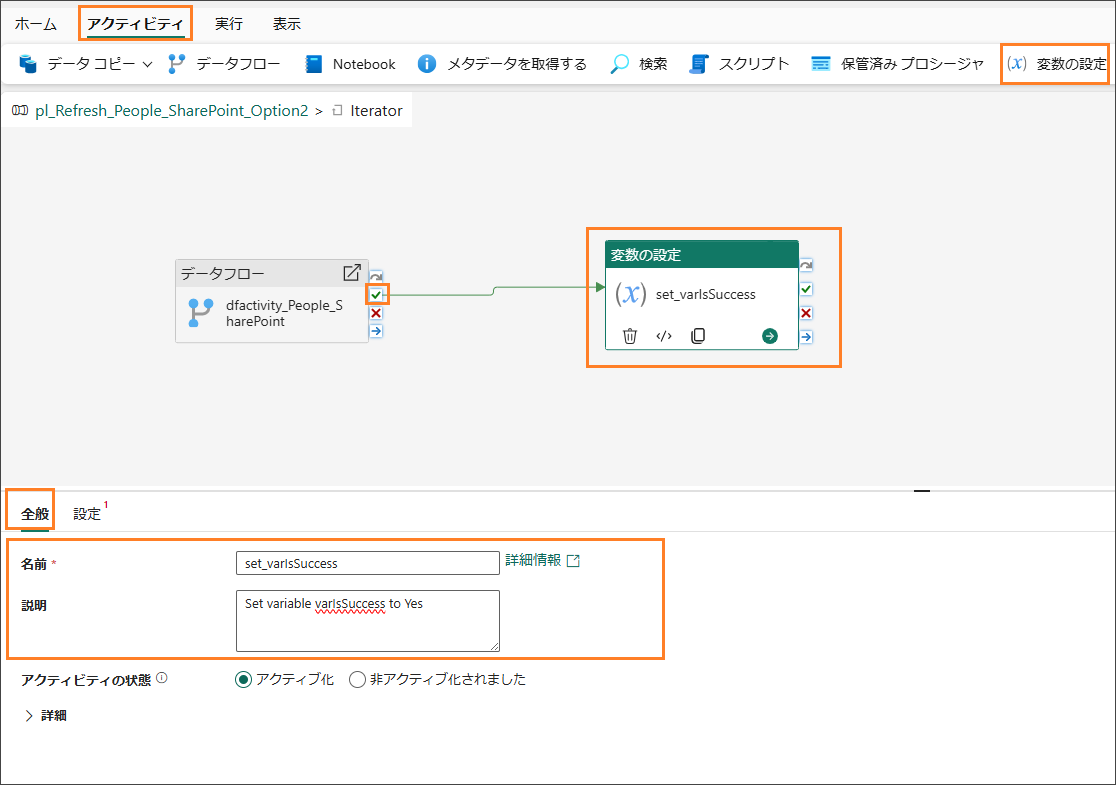 ホーム アクティビティ 実行 表示
データ コピー データフロー Notebook メタデータを取得する 検索 スクリプト 保管済み プロシージャ (x) 変数の設定
pl_Refresh_People_SharePoint_Option2 > Iterator
変数の設定
データフロー
(x) set_varIsSuccess
dfactivity_People_S
harePoint
全般 設定 1
名前 * set_varIsSuccess 詳細情報
説明 Set variable varIsSuccess to Yes
アクティビティの状態 アクティブ化 非アクティブ化されました
詳細